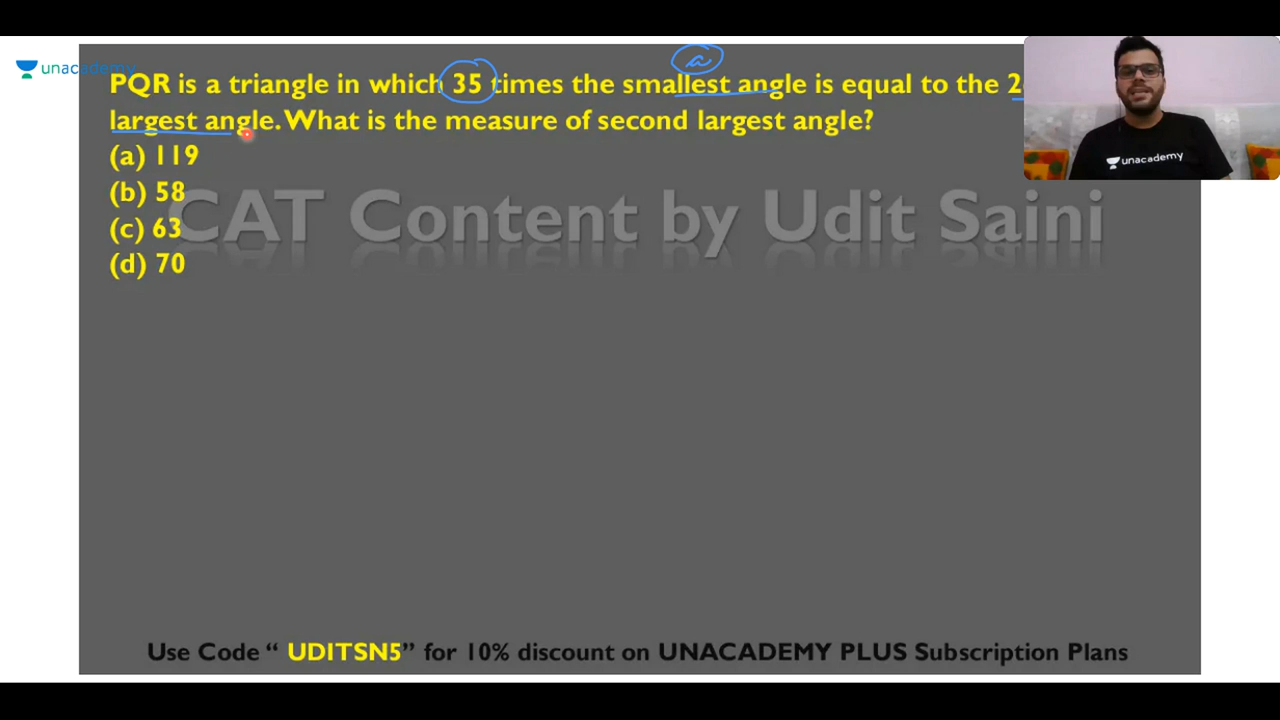 a
unacademy
PQR is a triangle in which 35 times the smallest angle is equal to the 2
largest angle. What is the measure of second largest angle?
(a) 119
(b) 58
(c) 63
(d) 70
CAT Content by Udit Saini
unacademy
Use Code “ UDITSN5” for 10% discount on UNACADEMY PLUS Subscription Plans